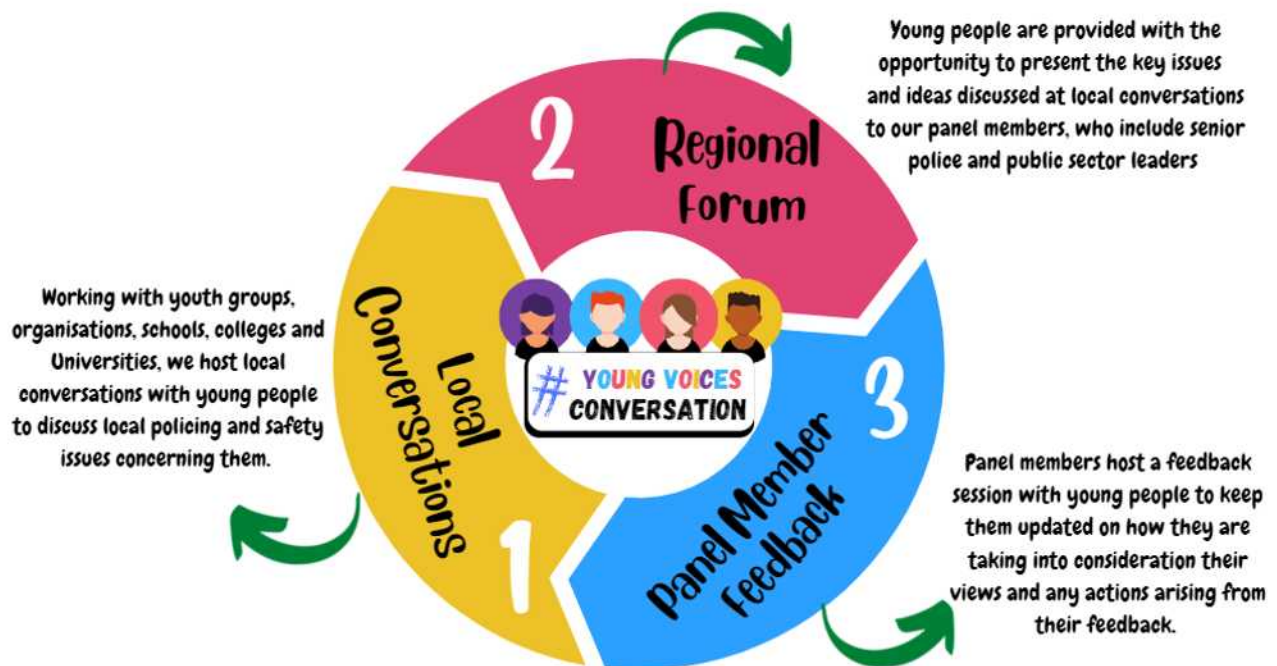 Young people are provided with the
opportunity to present the key issues
and ideas discussed at local conversations
to our panel members, who include senior
police and public sector leaders
2
Regional
Forum
Working with youth groups,
organisations, schools, colleges and
Universities, we host local
conversations with young people
to discuss local policing and safety
issues concerning them.
Local
Conversations
1
# YOUNG VOICES
CONVERSATION
3
Panel Member
Feedback
Panel members host a feedback
session with young people to keep
them updated on how they are
taking into consideration their
views and any actions arising from
their feedback.